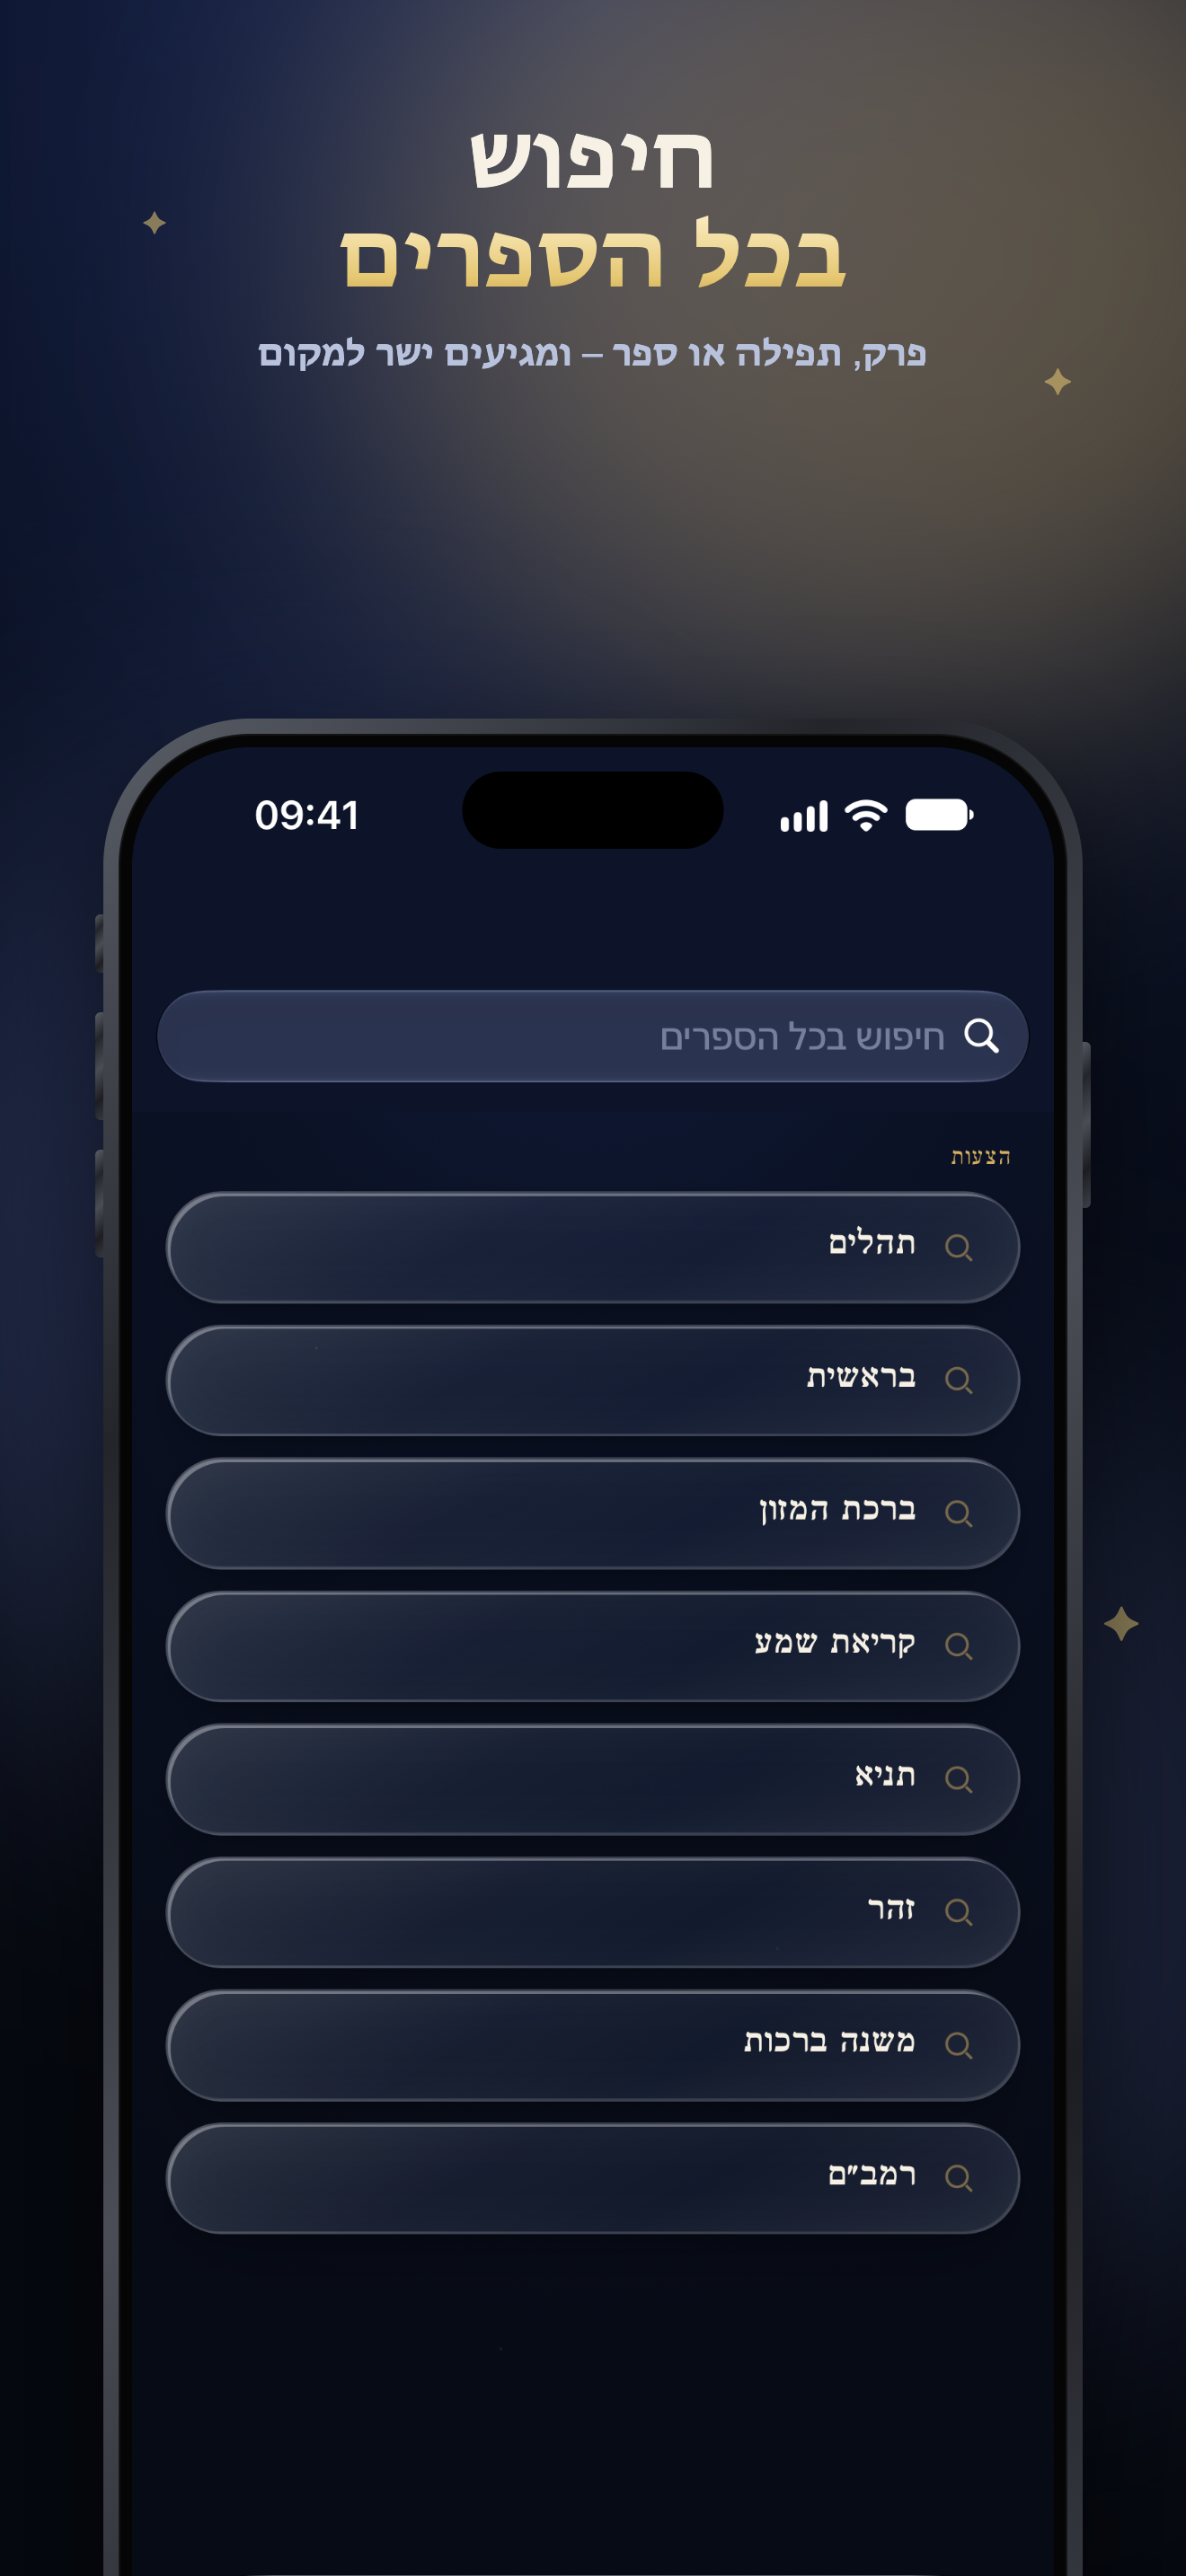 חיפוש
בכל הספרים
פרק, תפילה או ספר – ומגיעים ישר למקום
09:41
חיפוש בכל הספרים
הצעות
תהלים
בראשית
ברכת המזון
קריאת שמע
תניא
זהר
משנה ברכות
רמב״ם